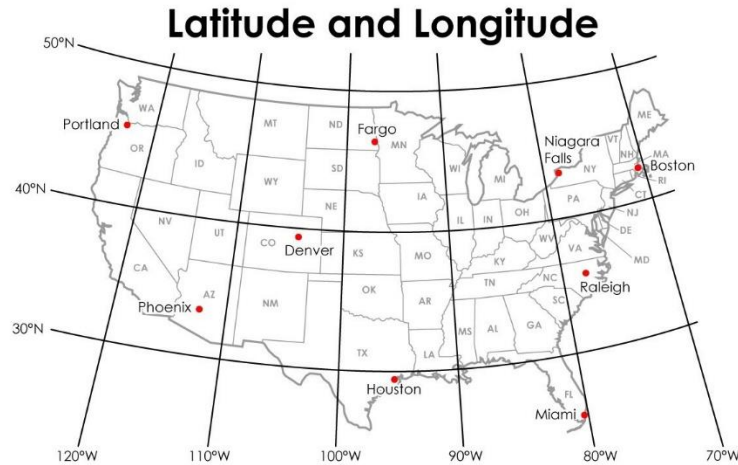 Latitude and Longitude
50°N
WA
ME
Portland
MT
ND
Fargo
MN
OR
ID
Niagara
Falls
VT
NH
MA
Boston
WI
MI
NY
SD
WY
RI
CT
40°N
IA
PA
NE
NJ
NV
UT
CO
Denver
IL
IN
OH
DE
WV
VA
MD
KS
MO
KY
CA
NC
Raleigh
TN
Phoenix
AZ
NM
OK
AR
SC
30°N
MS
AL
GA
TX
LA
Houston
FL
Miami
120°W
110°W
100°W
90°W
80°W
70°W